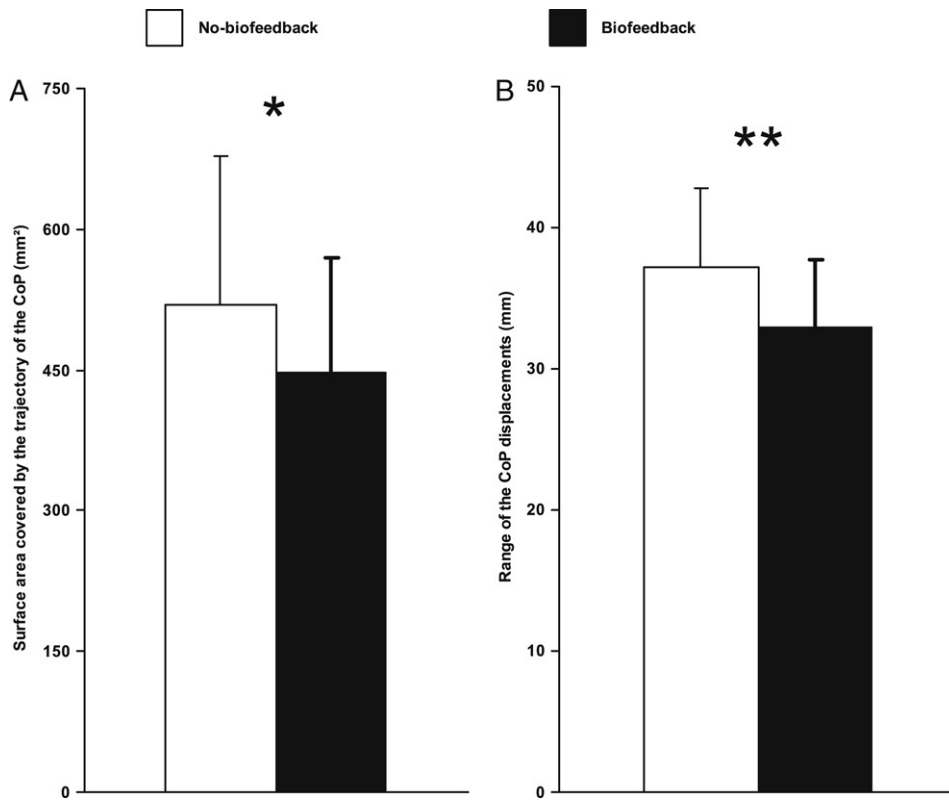 No-biofeedback
Biofeedback
A
B
*
**
Surface area covered by the trajectory of the CoP (mm²)
750
600
450
300
150
0
Range of the CoP displacements (mm)
50
40
30
20
10
0